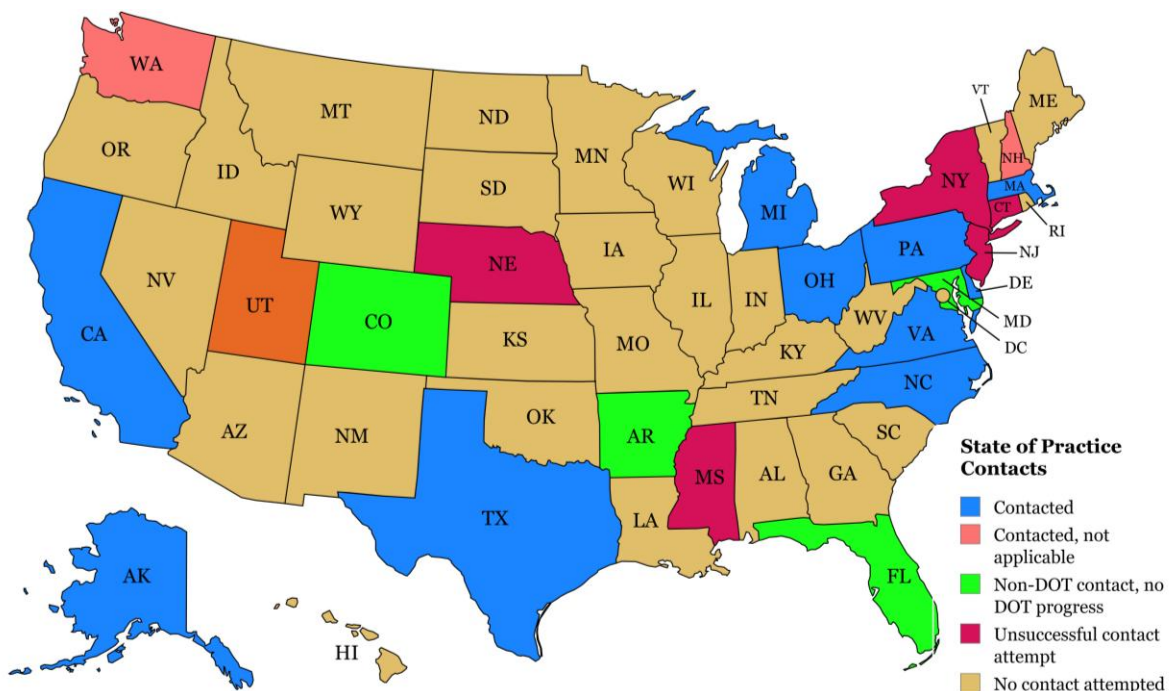 WA
VT
ME
MT
ND
OR
MN
NH
ID
WI
NY
SD
MA
WY
MI
CT
RI
IA
PA
NJ
NE
NV
OH
DE
IL
IN
UT
MD
CO
WV
CA
VA
DC
KS
MO
KY
NC
TN
OK
AZ
NM
AR
SC
MS
AL
GA
LA
TX
FL
AK
HI
State of Practice
Contacts
Contacted
Contacted, not
applicable
Non-DOT contact, no
DOT progress
Unsuccessful contact
attempt
No contact attempted